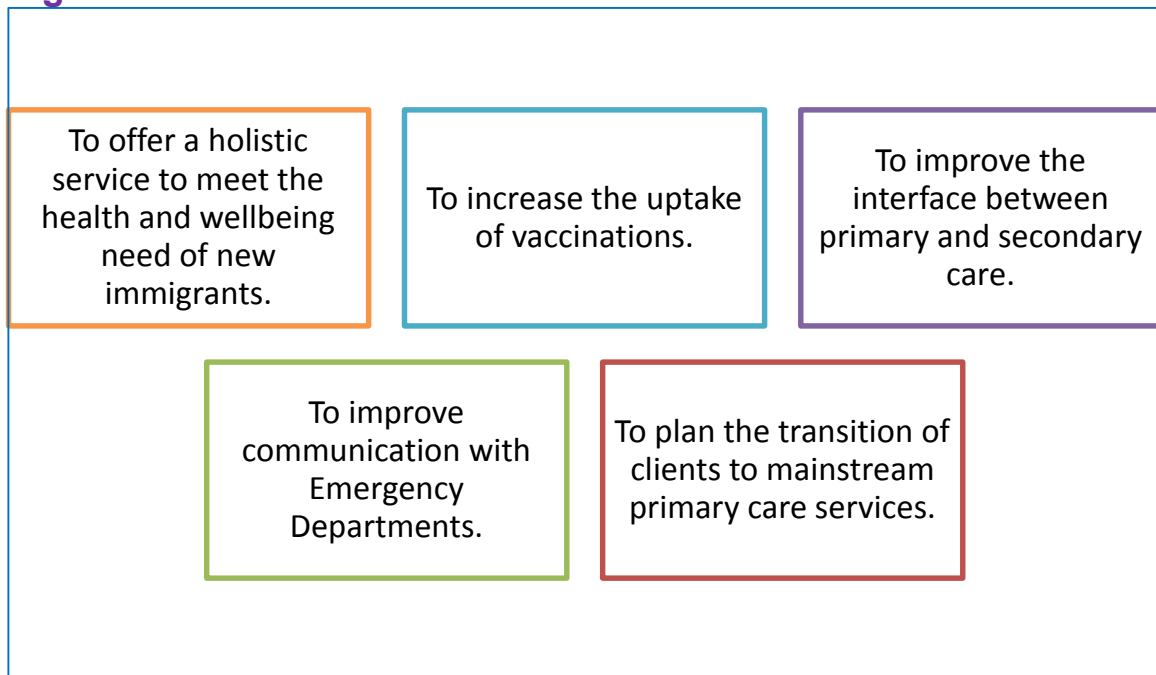 To offer a holistic
service to meet the
health and wellbeing
need of new
immigrants.
To increase the uptake
of vaccinations.
To improve the
interface between
primary and secondary
care.
To improve
communication with
Emergency
Departments.
To plan the transition of
clients to mainstream
primary care services.